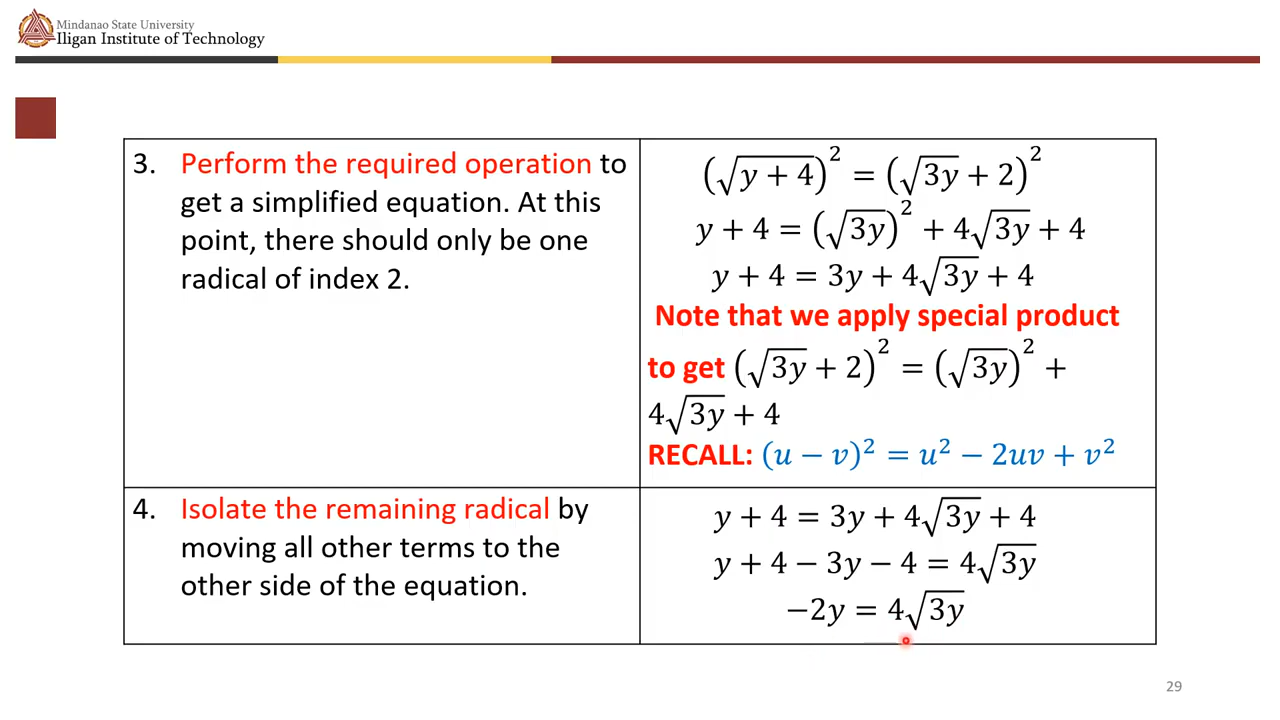 Mindanao State University
Iligan Institute of Technology
3. Perform the required operation to
get a simplified equation. At this
point, there should only be one
radical of index 2.
(√(y + 4))² = (√(3y) + 2)²
y + 4 = (√(3y))² + 4√(3y) + 4
y + 4 = 3y + 4√(3y) + 4
Note that we apply special product
to get (√(3y) + 2)² = (√(3y))² +
4√(3y) + 4
RECALL: (u − v)² = u² − 2uv + v²
4. Isolate the remaining radical by
moving all other terms to the
other side of the equation.
y + 4 = 3y + 4√(3y) + 4
y + 4 − 3y − 4 = 4√(3y)
−2y = 4√(3y)
29